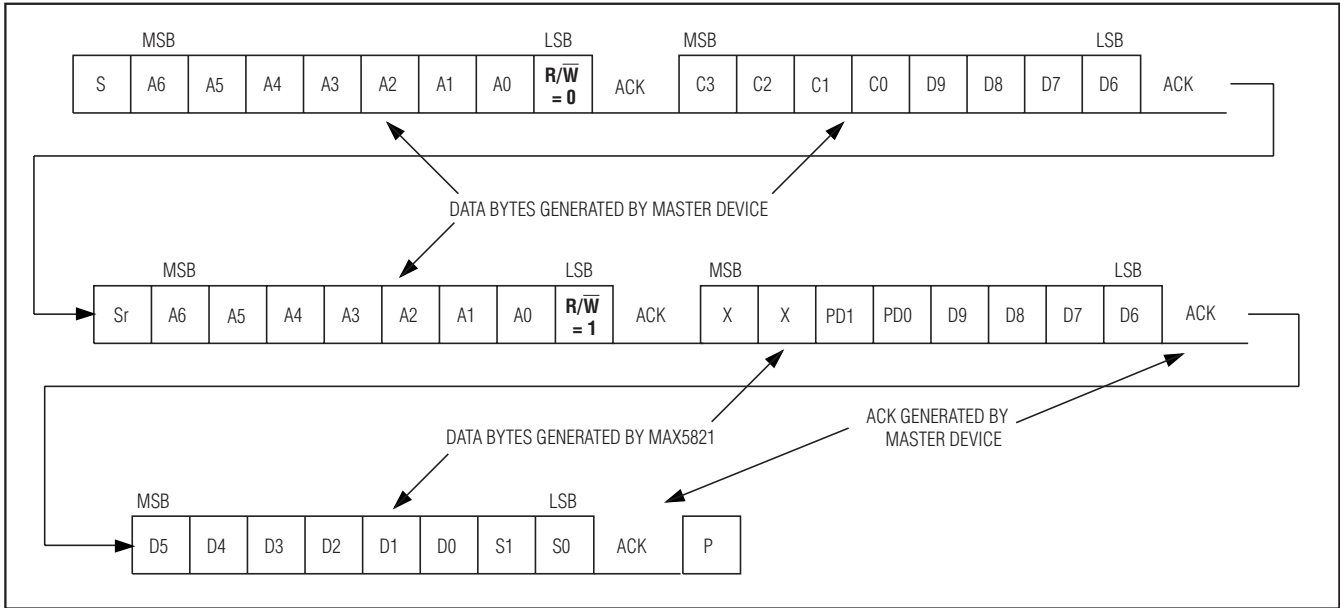 MSB LSB MSB LSB
S A6 A5 A4 A3 A2 A1 A0 R/W̅ = 0 ACK C3 C2 C1 C0 D9 D8 D7 D6 ACK
DATA BYTES GENERATED BY MASTER DEVICE
MSB LSB MSB LSB
Sr A6 A5 A4 A3 A2 A1 A0 R/W̅ = 1 ACK X X PD1 PD0 D9 D8 D7 D6 ACK
DATA BYTES GENERATED BY MAX5821
ACK GENERATED BY
MASTER DEVICE
MSB LSB
D5 D4 D3 D2 D1 D0 S1 S0 ACK P